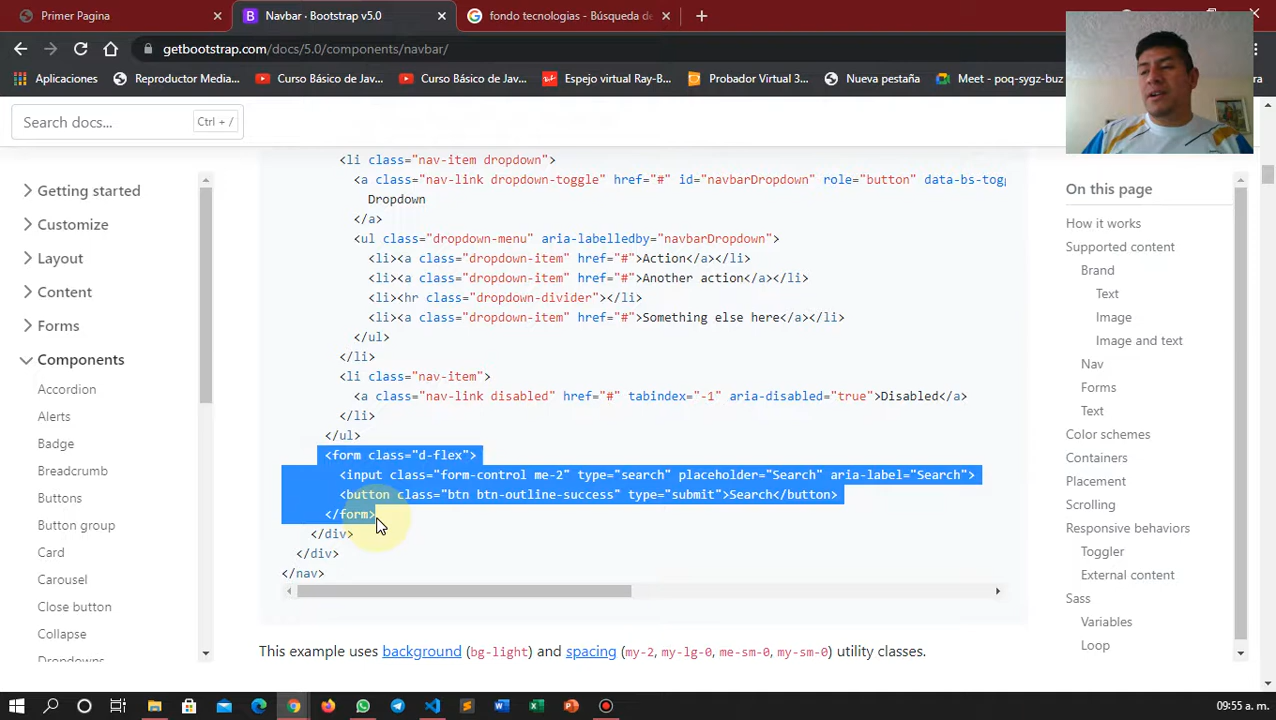 Primer Pagina
Navbar · Bootstrap v5.0
fondo tecnologias - Búsqueda de
getbootstrap.com/docs/5.0/components/navbar/
Aplicaciones
Reproductor Media...
Curso Básico de Jav...
Curso Básico de Jav...
Espejo virtual Ray-B...
Probador Virtual 3...
Nueva pestaña
Meet - poq-sygz-buz
Search docs...
Ctrl + /
Getting started
Customize
Layout
Content
Forms
Components
Accordion
Alerts
Badge
Breadcrumb
Buttons
Button group
Card
Carousel
Close button
Collapse
Dropdowns
<li class="nav-item dropdown">
<a class="nav-link dropdown-toggle" href="#" id="navbarDropdown" role="button" data-bs-togg
Dropdown
</a>
<ul class="dropdown-menu" aria-labelledby="navbarDropdown">
<li><a class="dropdown-item" href="#">Action</a></li>
<li><a class="dropdown-item" href="#">Another action</a></li>
<li><hr class="dropdown-divider"></li>
<li><a class="dropdown-item" href="#">Something else here</a></li>
</ul>
</li>
<li class="nav-item">
<a class="nav-link disabled" href="#" tabindex="-1" aria-disabled="true">Disabled</a>
</li>
</ul>
<form class="d-flex">
<input class="form-control me-2" type="search" placeholder="Search" aria-label="Search">
<button class="btn btn-outline-success" type="submit">Search</button>
</form>
</div>
</div>
</nav>
This example uses background (bg-light) and spacing (my-2, my-lg-0, me-sm-0, my-sm-0) utility classes.
On this page
How it works
Supported content
Brand
Text
Image
Image and text
Nav
Forms
Text
Color schemes
Containers
Placement
Scrolling
Responsive behaviors
Toggler
External content
Sass
Variables
Loop
09:55 a. m.